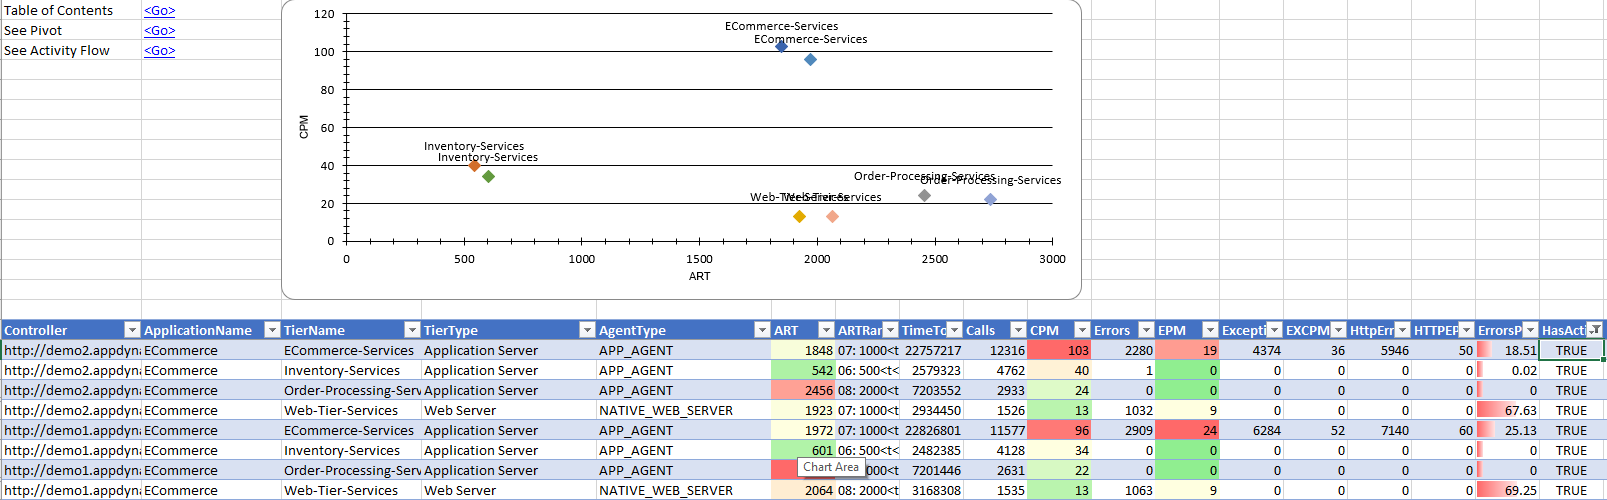 Table of Contents <Go>
See Pivot <Go>
See Activity Flow <Go>
120
100
80
60
40
20
0
CPM
ECommerce-Services
ECommerce-Services
Inventory-Services
Inventory-Services
Order-Processing-Services
Order-Processing-Services
Web-Tier-Services
Web-Tier-Services
0 500 1000 1500 2000 2500 3000
ART
Controller ApplicationName TierName TierType AgentType ART ARTRan TimeTo Calls CPM Errors EPM Excepti EXCPM HttpErr HTTPEP ErrorsP HasActi
http://demo2.appdyna ECommerce ECommerce-Services Application Server APP_AGENT 1848 07: 1000<t 22757217 12316 103 2280 19 4374 36 5946 50 18.51 TRUE
http://demo2.appdyna ECommerce Inventory-Services Application Server APP_AGENT 542 06: 500<t< 2579323 4762 40 1 0 0 0 0 0 0.02 TRUE
http://demo2.appdyna ECommerce Order-Processing-Serv Application Server APP_AGENT 2456 08: 2000<t 7203552 2933 24 0 0 0 0 0 0 0 TRUE
http://demo2.appdyna ECommerce Web-Tier-Services Web Server NATIVE_WEB_SERVER 1923 07: 1000<t 2934450 1526 13 1032 9 0 0 0 0 67.63 TRUE
http://demo1.appdyna ECommerce ECommerce-Services Application Server APP_AGENT 1972 07: 1000<t 22826801 11577 96 2909 24 6284 52 7140 60 25.13 TRUE
http://demo1.appdyna ECommerce Inventory-Services Application Server APP_AGENT 601 06: 500<t< 2482385 4128 34 0 0 0 0 0 0 0 TRUE
http://demo1.appdyna ECommerce Order-Processing-Serv Application Server APP_AGENT Chart Area 000<t 7201446 2631 22 0 0 0 0 0 0 0 TRUE
http://demo1.appdyna ECommerce Web-Tier-Services Web Server NATIVE_WEB_SERVER 2064 08: 2000<t 3168308 1535 13 1063 9 0 0 0 0 69.25 TRUE